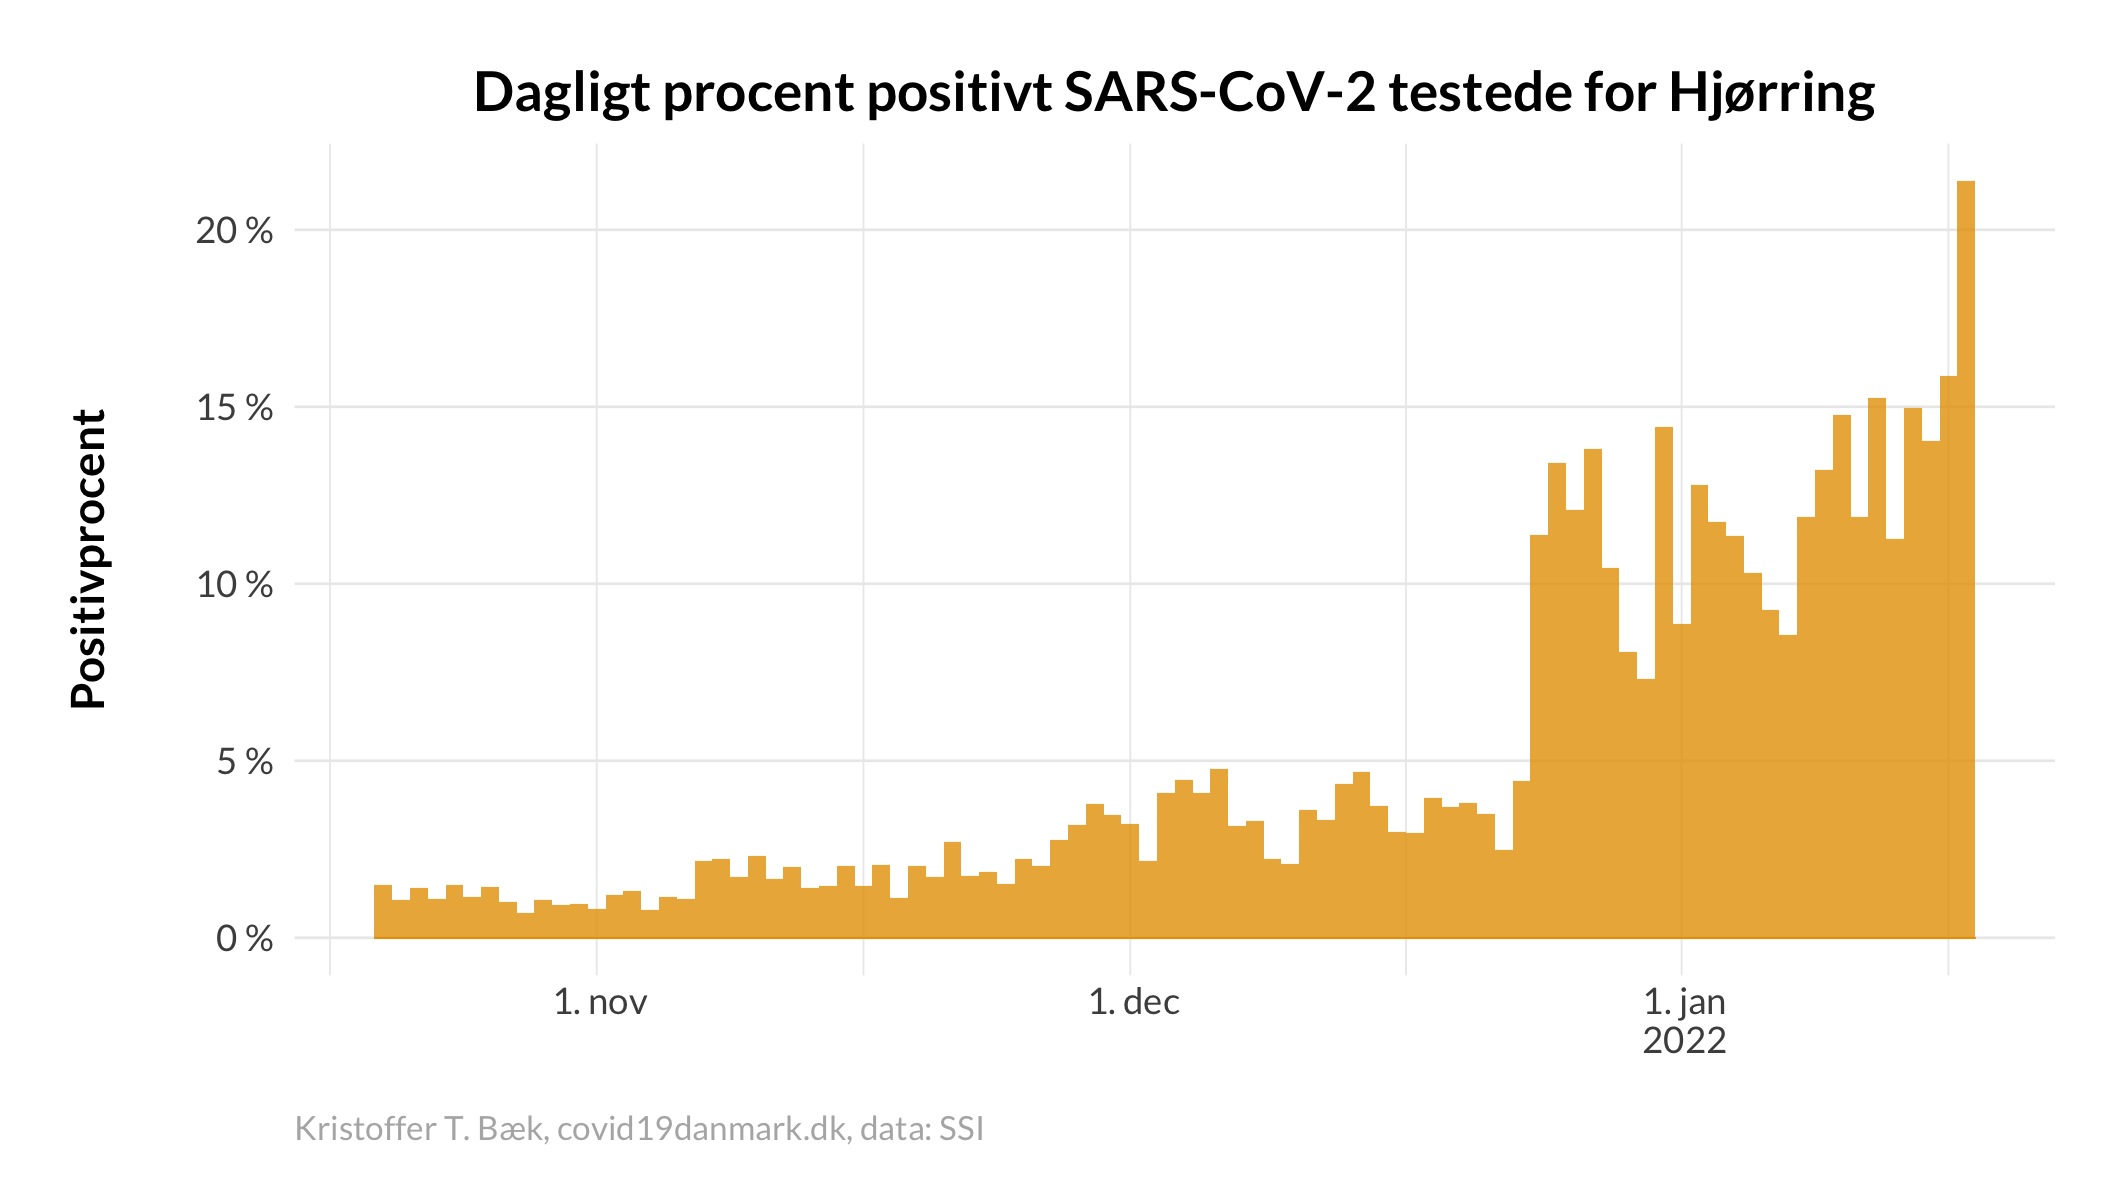 Dagligt procent positivt SARS-CoV-2 testede for Hjørring
Positivprocent
20 %
15 %
10 %
5 %
0 %
1. nov
1. dec
1. jan
2022
Kristoffer T. Bæk, covid19danmark.dk, data: SSI